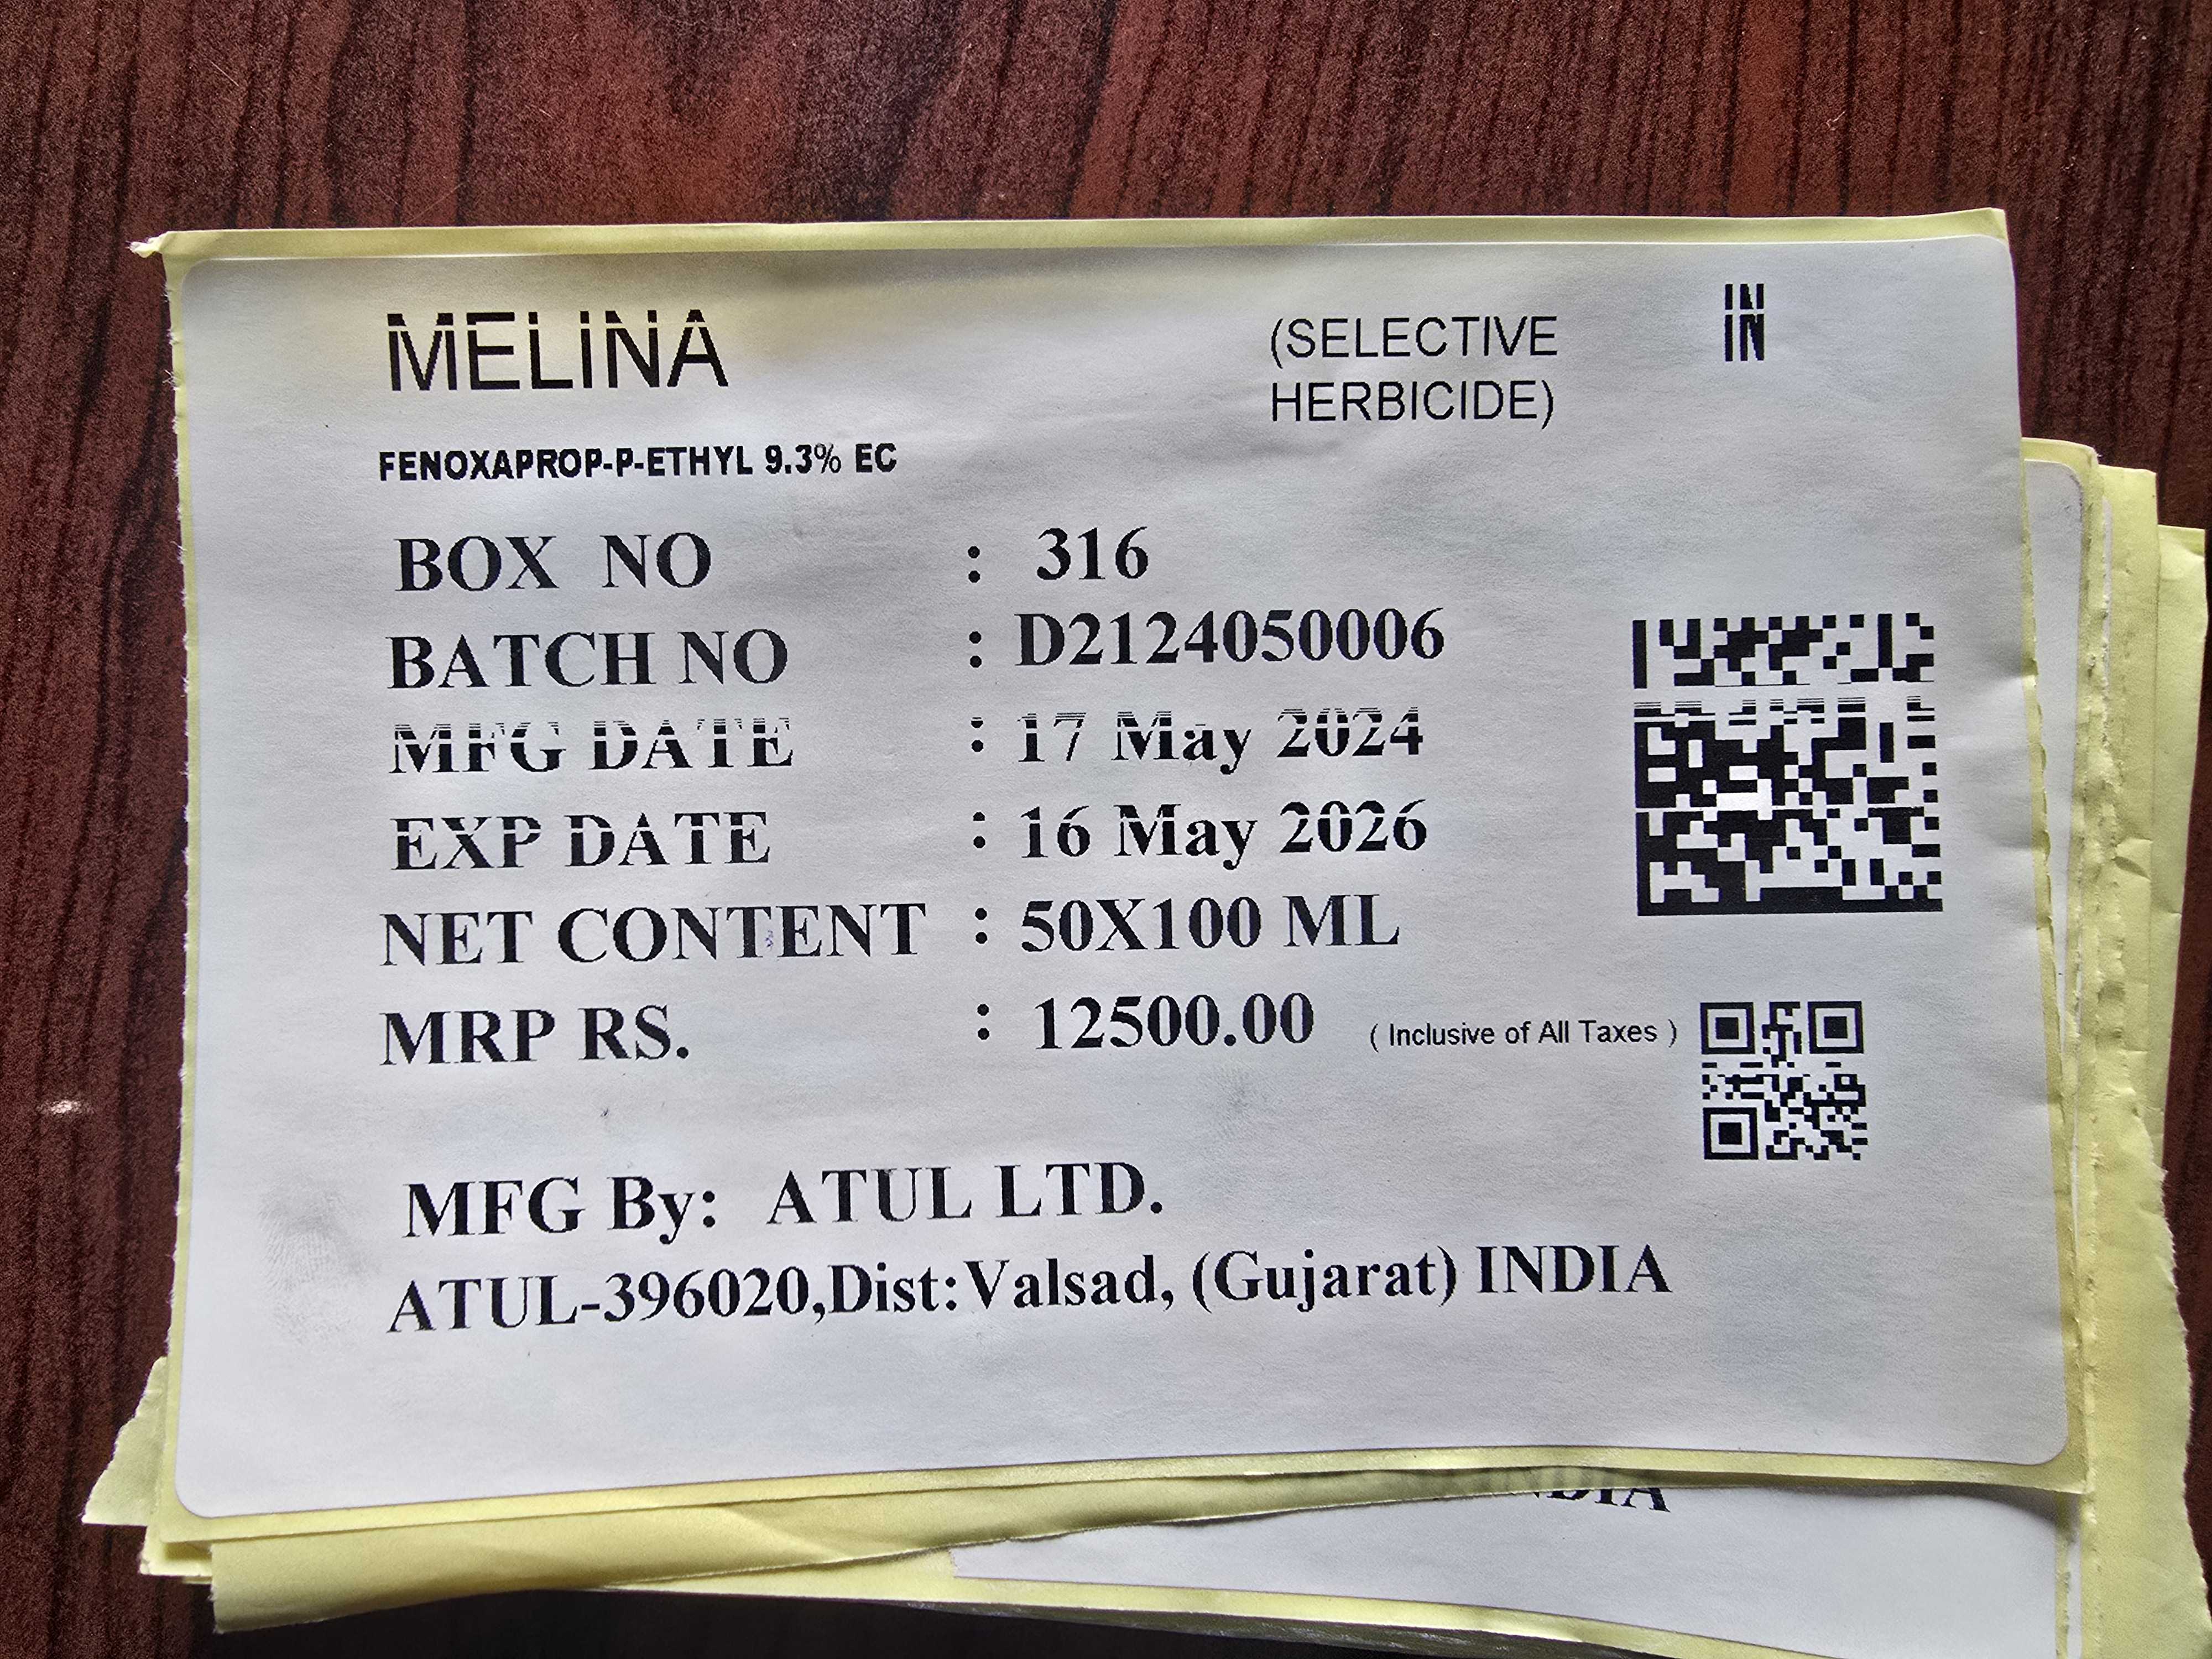 MELINA
(SELECTIVE
HERBICIDE)
IN
FENOXAPROP-P-ETHYL 9.3% EC
BOX NO : 316
BATCH NO : D2124050006
MFG DATE : 17 May 2024
EXP DATE : 16 May 2026
NET CONTENT : 50X100 ML
MRP RS. : 12500.00 ( Inclusive of All Taxes )
MFG By: ATUL LTD.
ATUL-396020,Dist:Valsad, (Gujarat) INDIA
INDIA